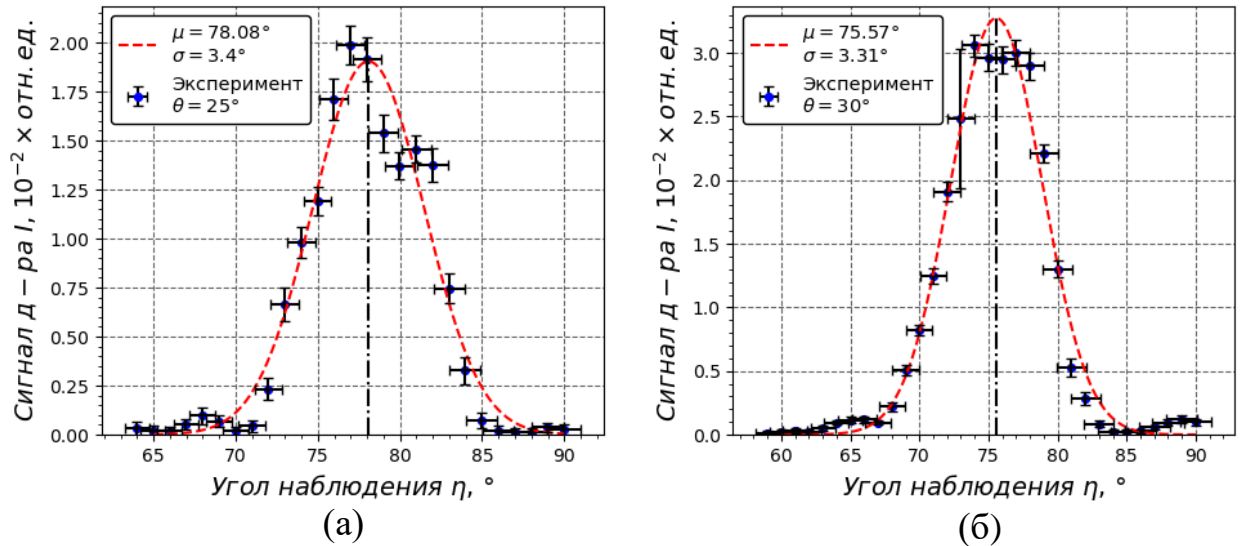 μ = 78.08°
σ = 3.4°
Эксперимент
θ = 25°
Сигнал д − ра I, 10⁻² × отн. ед.
2.00
1.75
1.50
1.25
1.00
0.75
0.50
0.25
0.00
65 70 75 80 85 90
Угол наблюдения η, °
(а)
μ = 75.57°
σ = 3.31°
Эксперимент
θ = 30°
Сигнал д − ра I, 10⁻² × отн. ед.
3.0
2.5
2.0
1.5
1.0
0.5
0.0
60 65 70 75 80 85 90
Угол наблюдения η, °
(б)